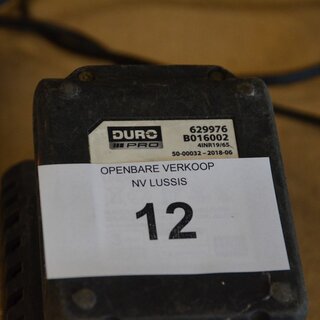 DURO
PRO
629976
B016002
4INR19/65
50-00032-2018-06
OPENBARE VERKOOP
NV LUSSIS
12